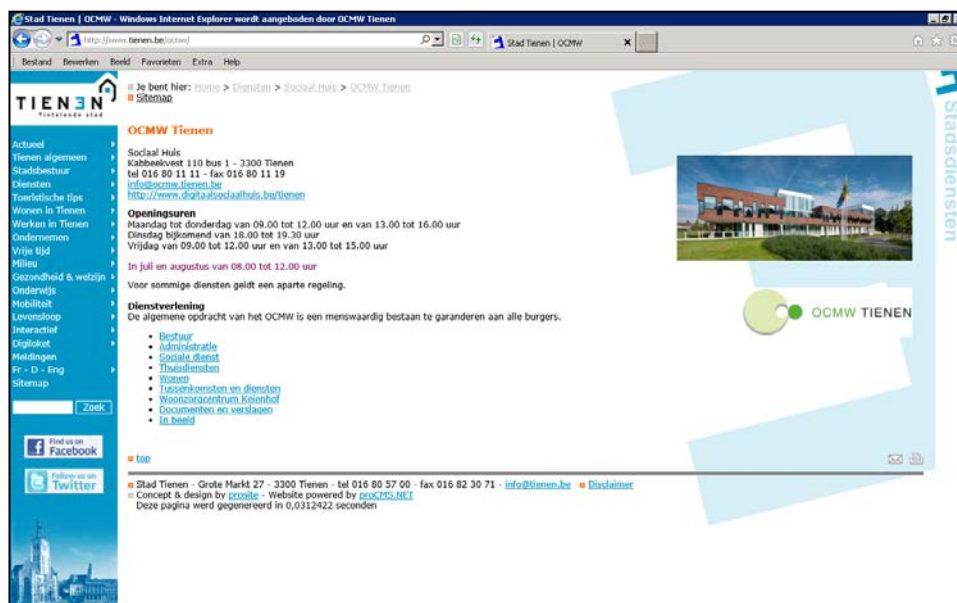 Stad Tienen | OCMW - Windows Internet Explorer wordt aangeboden door OCMW Tienen
http://www.tienen.be/ocmw/
Stad Tienen | OCMW
Bestand Bewerken Beeld Favorieten Extra Help
TIENEN
Tintelende stad
Je bent hier: Home > Diensten > Sociaal Huis > OCMW Tienen
Sitemap
Stadsdiensten
Actueel
Tienen algemeen
Stadsbestuur
Diensten
Toeristische tips
Wonen in Tienen
Werken in Tienen
Ondernemen
Vrije tijd
Milieu
Gezondheid & welzijn
Onderwijs
Mobiliteit
Levensloop
Interactief
Digiloket
Meldingen
Fr - D - Eng
Sitemap
Zoek
Find us on
Facebook
Follow us on
Twitter
OCMW Tienen
Sociaal Huis
Kabbeekvest 110 bus 1 - 3300 Tienen
tel 016 80 11 11 - fax 016 80 11 19
info@ocmw.tienen.be
http://www.digitaalsociaalhuis.be/tienen
Openingsuren
Maandag tot donderdag van 09.00 tot 12.00 uur en van 13.00 tot 16.00 uur
Dinsdag bijkomend van 18.00 tot 19.30 uur
Vrijdag van 09.00 tot 12.00 uur en van 13.00 tot 15.00 uur
In juli en augustus van 08.00 tot 12.00 uur
Voor sommige diensten geldt een aparte regeling.
Dienstverlening
De algemene opdracht van het OCMW is een menswaardig bestaan te garanderen aan alle burgers.
Bestuur
Administratie
Sociale dienst
Thuisdiensten
Wonen
Tussenkomsten en diensten
Woonzorgcentrum Keienhof
Documenten en verslagen
In beeld
OCMW TIENEN
top
Stad Tienen - Grote Markt 27 - 3300 Tienen - tel 016 80 57 00 - fax 016 82 30 71 - info@tienen.be Disclaimer
Concept & design by prosite - Website powered by proCMS.NET
Deze pagina werd gegenereerd in 0,0312422 seconden